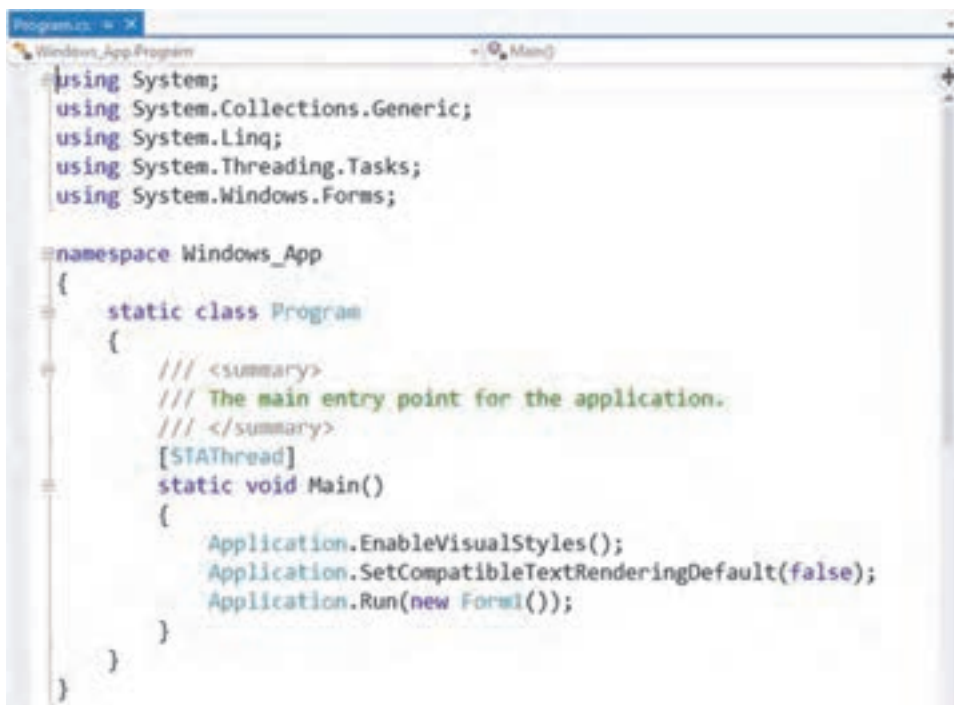 Program.cs
Windows_App.Program Main()
using System;
using System.Collections.Generic;
using System.Linq;
using System.Threading.Tasks;
using System.Windows.Forms;
namespace Windows_App
{
static class Program
{
/// <summary>
/// The main entry point for the application.
/// </summary>
[STAThread]
static void Main()
{
Application.EnableVisualStyles();
Application.SetCompatibleTextRenderingDefault(false);
Application.Run(new Form1());
}
}
}